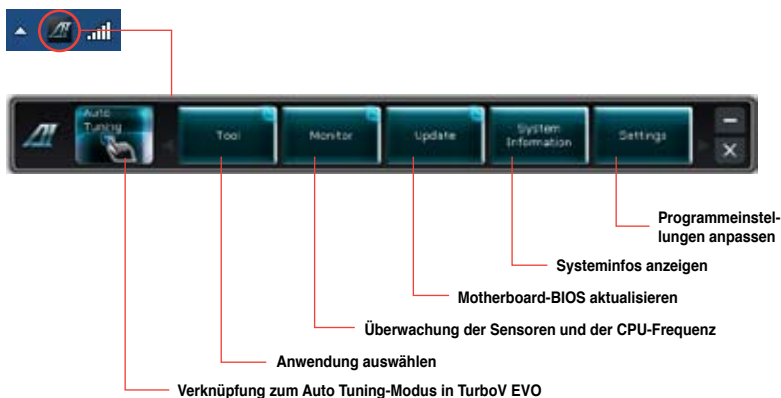 Auto
Tuning
Tool
Monitor
Update
System
Information
Settings
Programmeinstel-
lungen anpassen
Systeminfos anzeigen
Motherboard-BIOS aktualisieren
Überwachung der Sensoren und der CPU-Frequenz
Anwendung auswählen
Verknüpfung zum Auto Tuning-Modus in TurboV EVO